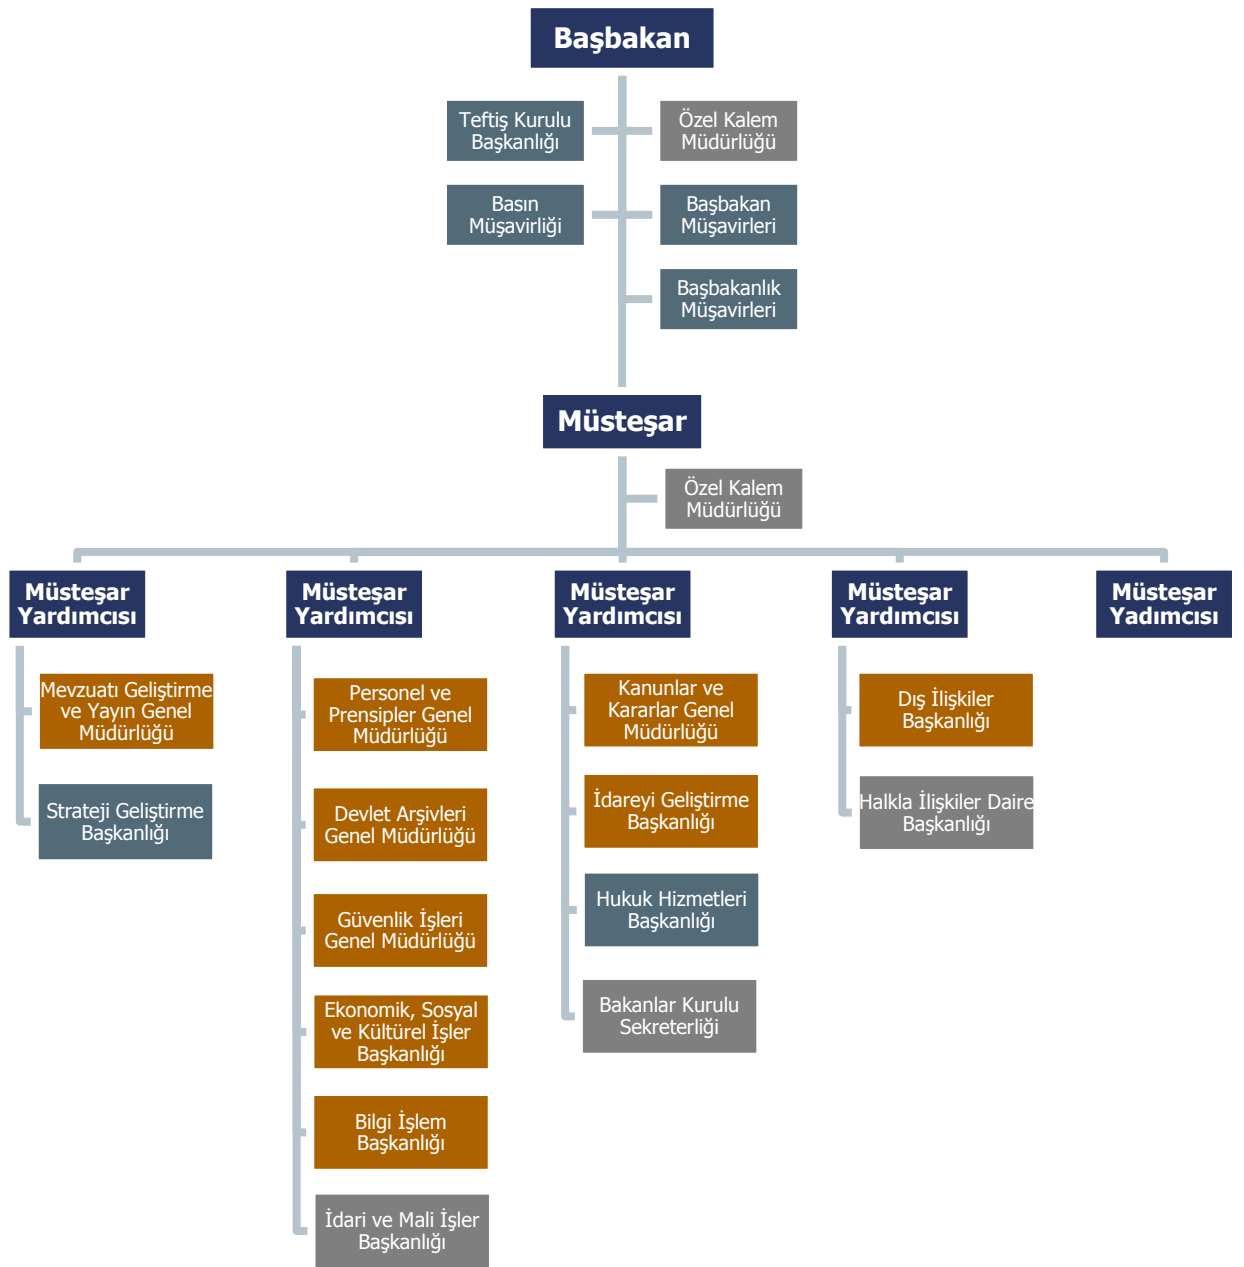 Başbakan
Teftiş Kurulu
Başkanlığı
Özel Kalem
Müdürlüğü
Basın
Müşavirliği
Başbakan
Müşavirleri
Başbakanlık
Müşavirleri
Müsteşar
Özel Kalem
Müdürlüğü
Müsteşar
Yardımcısı
Müsteşar
Yardımcısı
Müsteşar
Yardımcısı
Müsteşar
Yardımcısı
Müsteşar
Yadımcısı
Mevzuatı Geliştirme
ve Yayın Genel
Müdürlüğü
Strateji Geliştirme
Başkanlığı
Personel ve
Prensipler Genel
Müdürlüğü
Devlet Arşivleri
Genel Müdürlüğü
Güvenlik İşleri
Genel Müdürlüğü
Ekonomik, Sosyal
ve Kültürel İşler
Başkanlığı
Bilgi İşlem
Başkanlığı
İdari ve Mali İşler
Başkanlığı
Kanunlar ve
Kararlar Genel
Müdürlüğü
İdareyi Geliştirme
Başkanlığı
Hukuk Hizmetleri
Başkanlığı
Bakanlar Kurulu
Sekreterliği
Dış İlişkiler
Başkanlığı
Halkla İlişkiler Daire
Başkanlığı